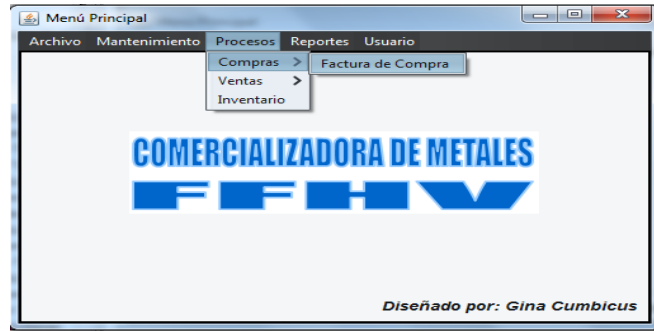 Menú Principal
Archivo Mantenimiento Procesos Reportes Usuario
Compras > Factura de Compra
Ventas >
Inventario
COMERCIALIZADORA DE METALES
FFHV
Diseñado por: Gina Cumbicus